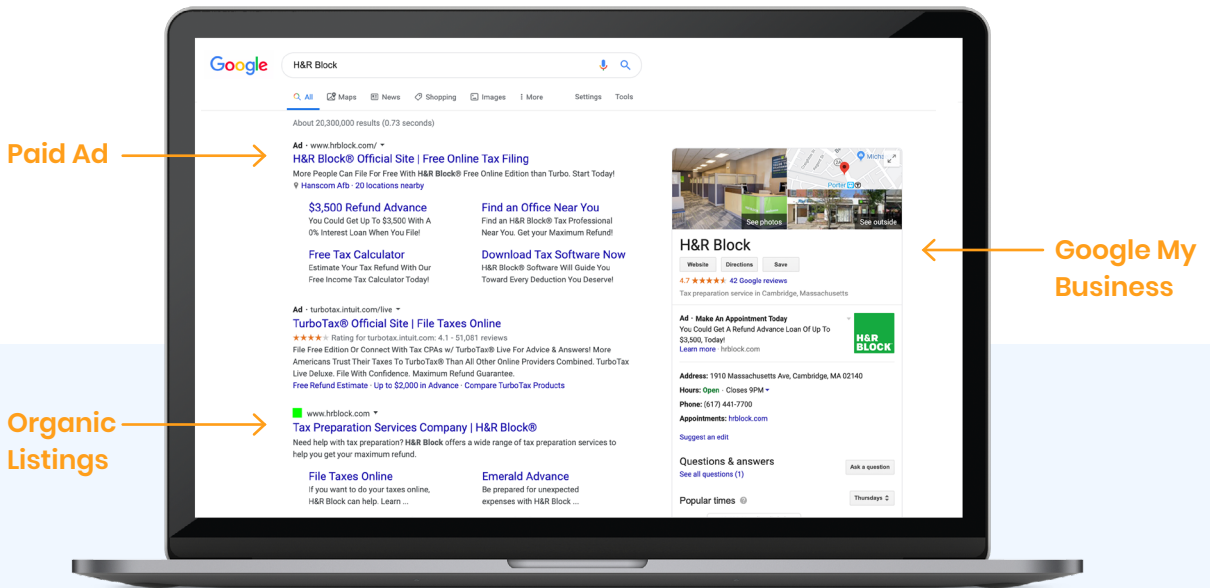 Google
H&R Block
All Maps News Shopping Images More Settings Tools
About 20,300,000 results (0.73 seconds)
Paid Ad
Ad · www.hrblock.com/
H&R Block® Official Site | Free Online Tax Filing
More People Can File For Free With H&R Block® Free Online Edition than Turbo. Start Today!
Hanscom Afb · 20 locations nearby
$3,500 Refund Advance
You Could Get Up To $3,500 With A
0% Interest Loan When You File!
Find an Office Near You
Find an H&R Block® Tax Professional
Near You. Get your Maximum Refund!
Free Tax Calculator
Estimate Your Tax Refund With Our
Free Income Tax Calculator Today!
Download Tax Software Now
H&R Block® Software Will Guide You
Toward Every Deduction You Deserve!
Ad · turbotax.intuit.com/live
TurboTax® Official Site | File Taxes Online
Rating for turbotax.intuit.com: 4.1 - 51,081 reviews
File Free Edition Or Connect With Tax CPAs w/ TurboTax® Live For Advice & Answers! More
Americans Trust Their Taxes To TurboTax® Than All Other Online Providers Combined. TurboTax
Live Deluxe. File With Confidence. Maximum Refund Guarantee.
Free Refund Estimate · Up to $2,000 in Advance · Compare TurboTax Products
Organic
Listings
www.hrblock.com
Tax Preparation Services Company | H&R Block®
Need help with tax preparation? H&R Block offers a wide range of tax preparation services to
help you get your maximum refund.
File Taxes Online
If you want to do your taxes online,
H&R Block can help. Learn ...
Emerald Advance
Be prepared for unexpected
expenses with H&R Block ...
Porter
See photos
See outside
H&R Block
Website Directions Save
4.7 42 Google reviews
Tax preparation service in Cambridge, Massachusetts
Google My
Business
Ad · Make An Appointment Today
You Could Get A Refund Advance Loan Of Up To
$3,500, Today!
Learn more · hrblock.com
H&R
BLOCK
Address: 1910 Massachusetts Ave, Cambridge, MA 02140
Hours: Open · Closes 9PM
Phone: (617) 441-7700
Appointments: hrblock.com
Suggest an edit
Questions & answers
See all questions (1)
Ask a question
Popular times
Thursdays